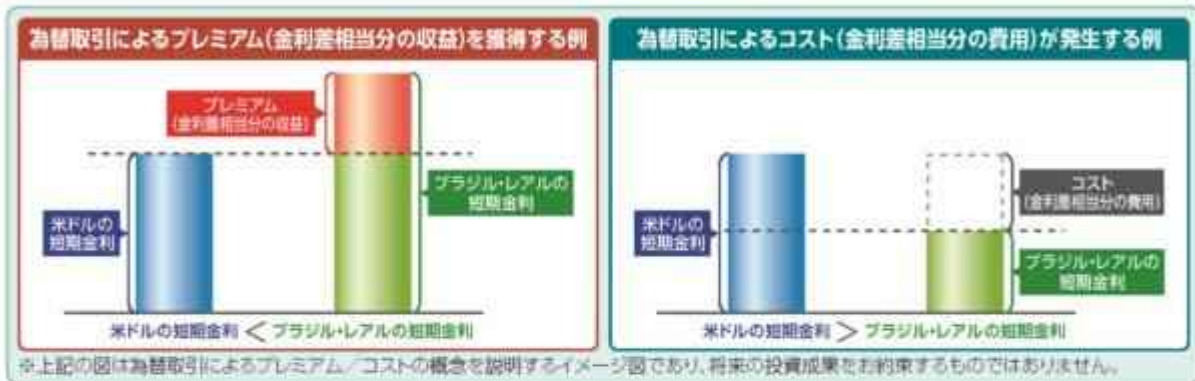 為替取引によるプレミアム(金利差相当分の収益)を獲得する例
プレミアム
(金利差相当分の収益)
米ドルの
短期金利
ブラジル・レアルの
短期金利
米ドルの短期金利 < ブラジル・レアルの短期金利
為替取引によるコスト(金利差相当分の費用)が発生する例
米ドルの
短期金利
コスト
(金利差相当分の費用)
ブラジル・レアルの
短期金利
米ドルの短期金利 > ブラジル・レアルの短期金利
※上記の図は為替取引によるプレミアム/コストの概念を説明するイメージ図であり、将来の投資成果をお約束するものではありません。